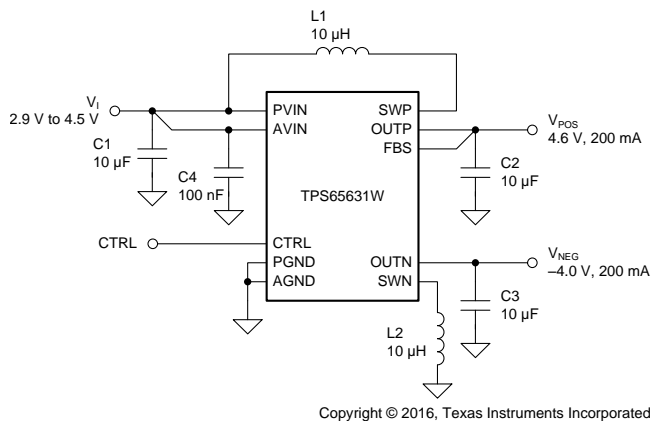 L1
10 µH
VI
2.9 V to 4.5 V
C1
10 µF
C4
100 nF
PVIN
AVIN
SWP
OUTP
FBS
VPOS
4.6 V, 200 mA
C2
10 µF
TPS65631W
CTRL
CTRL
PGND
AGND
OUTN
SWN
VNEG
–4.0 V, 200 mA
C3
10 µF
L2
10 µH
Copyright © 2016, Texas Instruments Incorporated